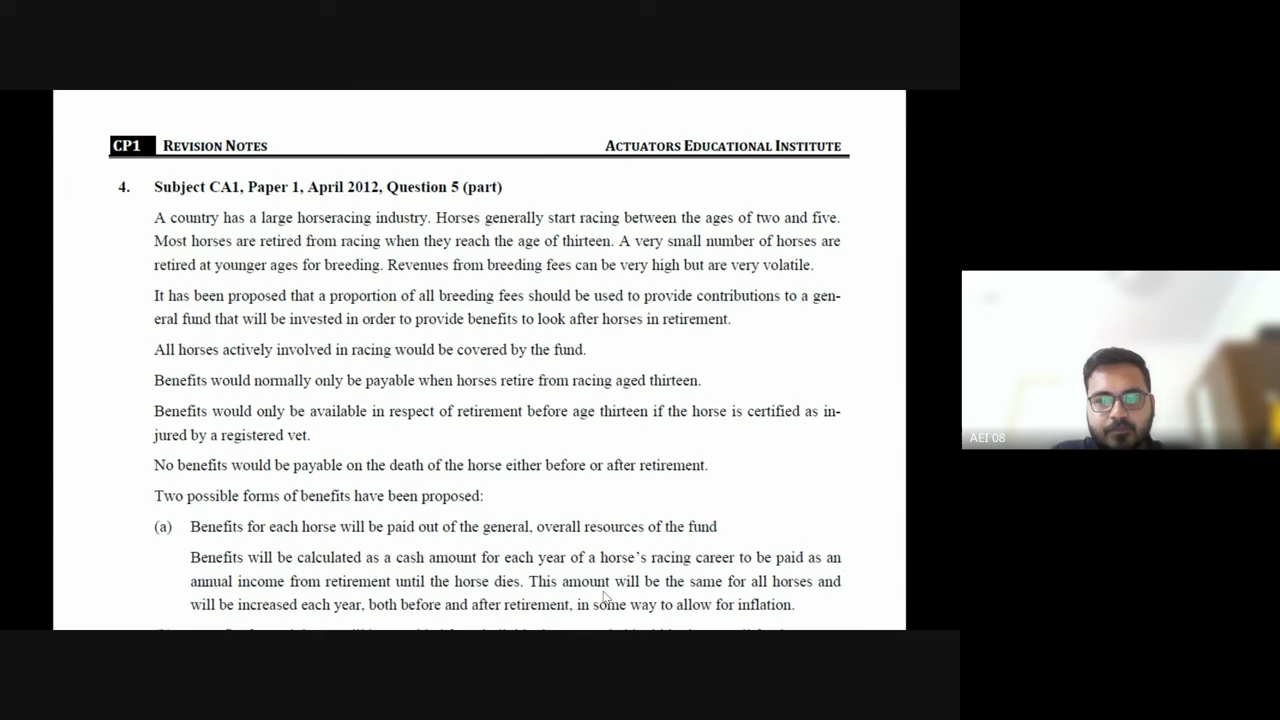 CP1 REVISION NOTES ACTUATORS EDUCATIONAL INSTITUTE
4. Subject CA1, Paper 1, April 2012, Question 5 (part)
A country has a large horseracing industry. Horses generally start racing between the ages of two and five.
Most horses are retired from racing when they reach the age of thirteen. A very small number of horses are
retired at younger ages for breeding. Revenues from breeding fees can be very high but are very volatile.
It has been proposed that a proportion of all breeding fees should be used to provide contributions to a gen-
eral fund that will be invested in order to provide benefits to look after horses in retirement.
All horses actively involved in racing would be covered by the fund.
Benefits would normally only be payable when horses retire from racing aged thirteen.
Benefits would only be available in respect of retirement before age thirteen if the horse is certified as in-
jured by a registered vet.
No benefits would be payable on the death of the horse either before or after retirement.
Two possible forms of benefits have been proposed:
(a) Benefits for each horse will be paid out of the general, overall resources of the fund
Benefits will be calculated as a cash amount for each year of a horse's racing career to be paid as an
annual income from retirement until the horse dies. This amount will be the same for all horses and
will be increased each year, both before and after retirement, in some way to allow for inflation.
AEI 08